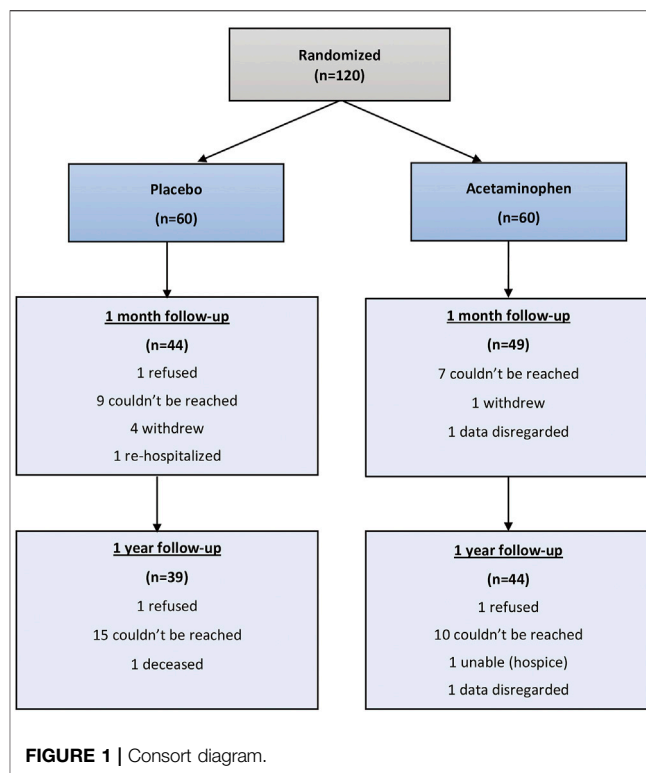 Randomized
(n=120)
Placebo
(n=60)
Acetaminophen
(n=60)
1 month follow-up
(n=44)
1 refused
9 couldn't be reached
4 withdrew
1 re-hospitalized
1 month follow-up
(n=49)
7 couldn't be reached
1 withdrew
1 data disregarded
1 year follow-up
(n=39)
1 refused
15 couldn't be reached
1 deceased
1 year follow-up
(n=44)
1 refused
10 couldn't be reached
1 unable (hospice)
1 data disregarded
FIGURE 1 | Consort diagram.